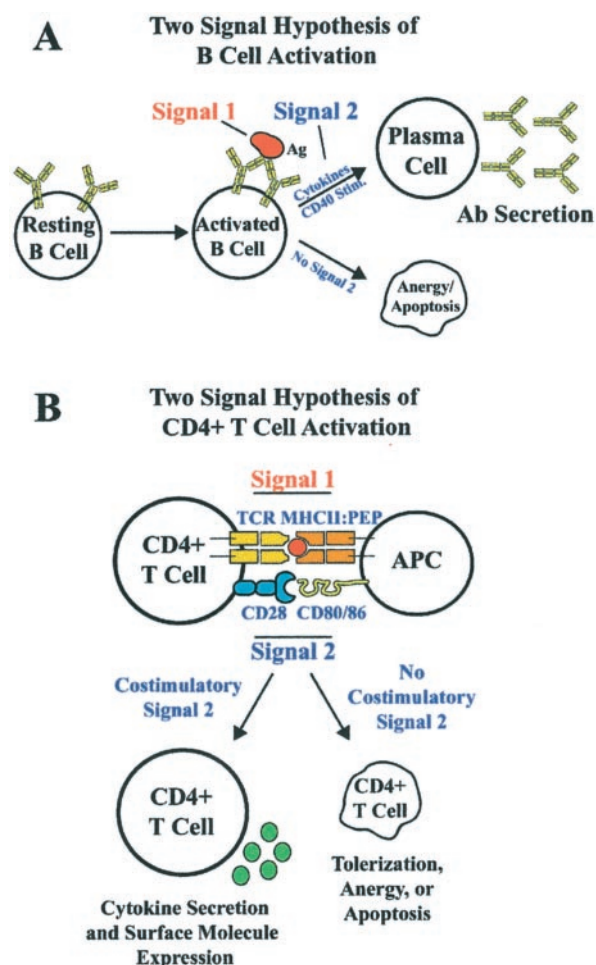 A
Two Signal Hypothesis of
B Cell Activation
Signal 1
Signal 2
Ag
Cytokines
CD40 Stim.
Plasma
Cell
Resting
B Cell
Activated
B Cell
Ab Secretion
No Signal 2
Anergy/
Apoptosis
B
Two Signal Hypothesis of
CD4+ T Cell Activation
Signal 1
TCR MHCII:PEP
CD4+
T Cell
APC
CD28 CD80/86
Signal 2
Costimulatory
Signal 2
No
Costimulatory
Signal 2
CD4+
T Cell
CD4+
T Cell
Tolerization,
Anergy, or
Apoptosis
Cytokine Secretion
and Surface Molecule
Expression